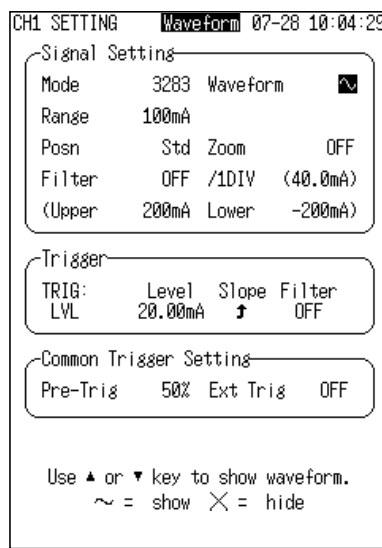 CH1 SETTING Waveform 07-28 10:04:29
Signal Setting
Mode 3283 Waveform
Range 100mA
Posn Std Zoom OFF
Filter OFF /1DIV (40.0mA)
(Upper 200mA Lower -200mA)
Trigger
TRIG: Level Slope Filter
LVL 20.00mA ↑ OFF
Common Trigger Setting
Pre-Trig 50% Ext Trig OFF
Use ▲ or ▼ key to show waveform.
～ = show ✕ = hide